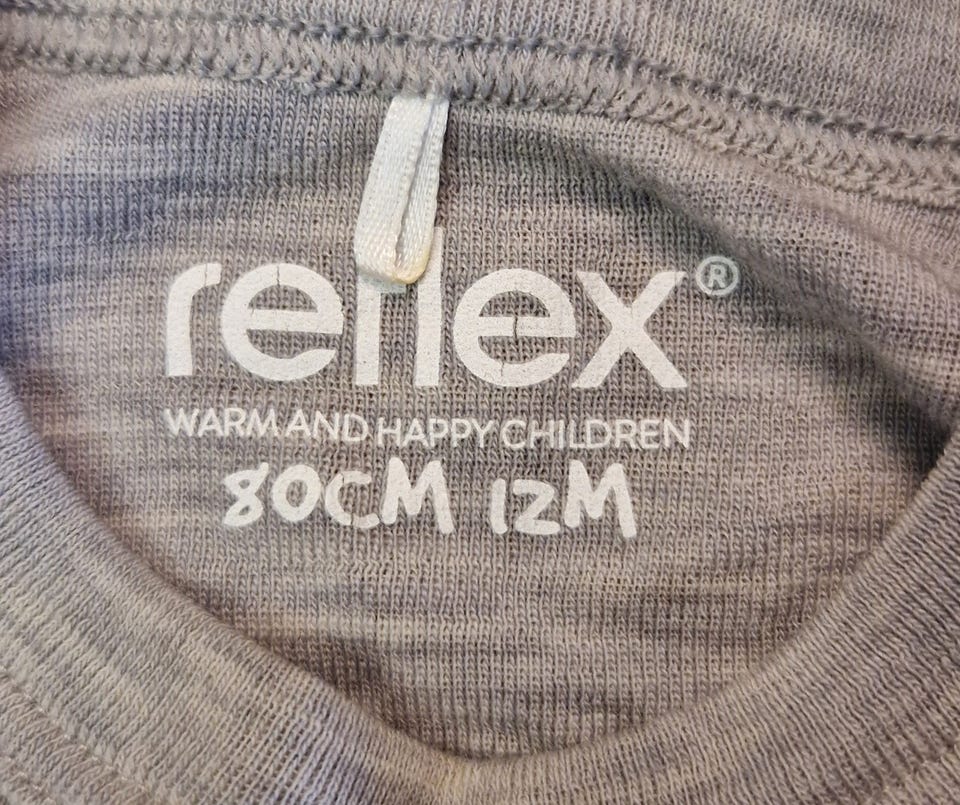 reflex®
WARM AND HAPPY CHILDREN
80CM 12M